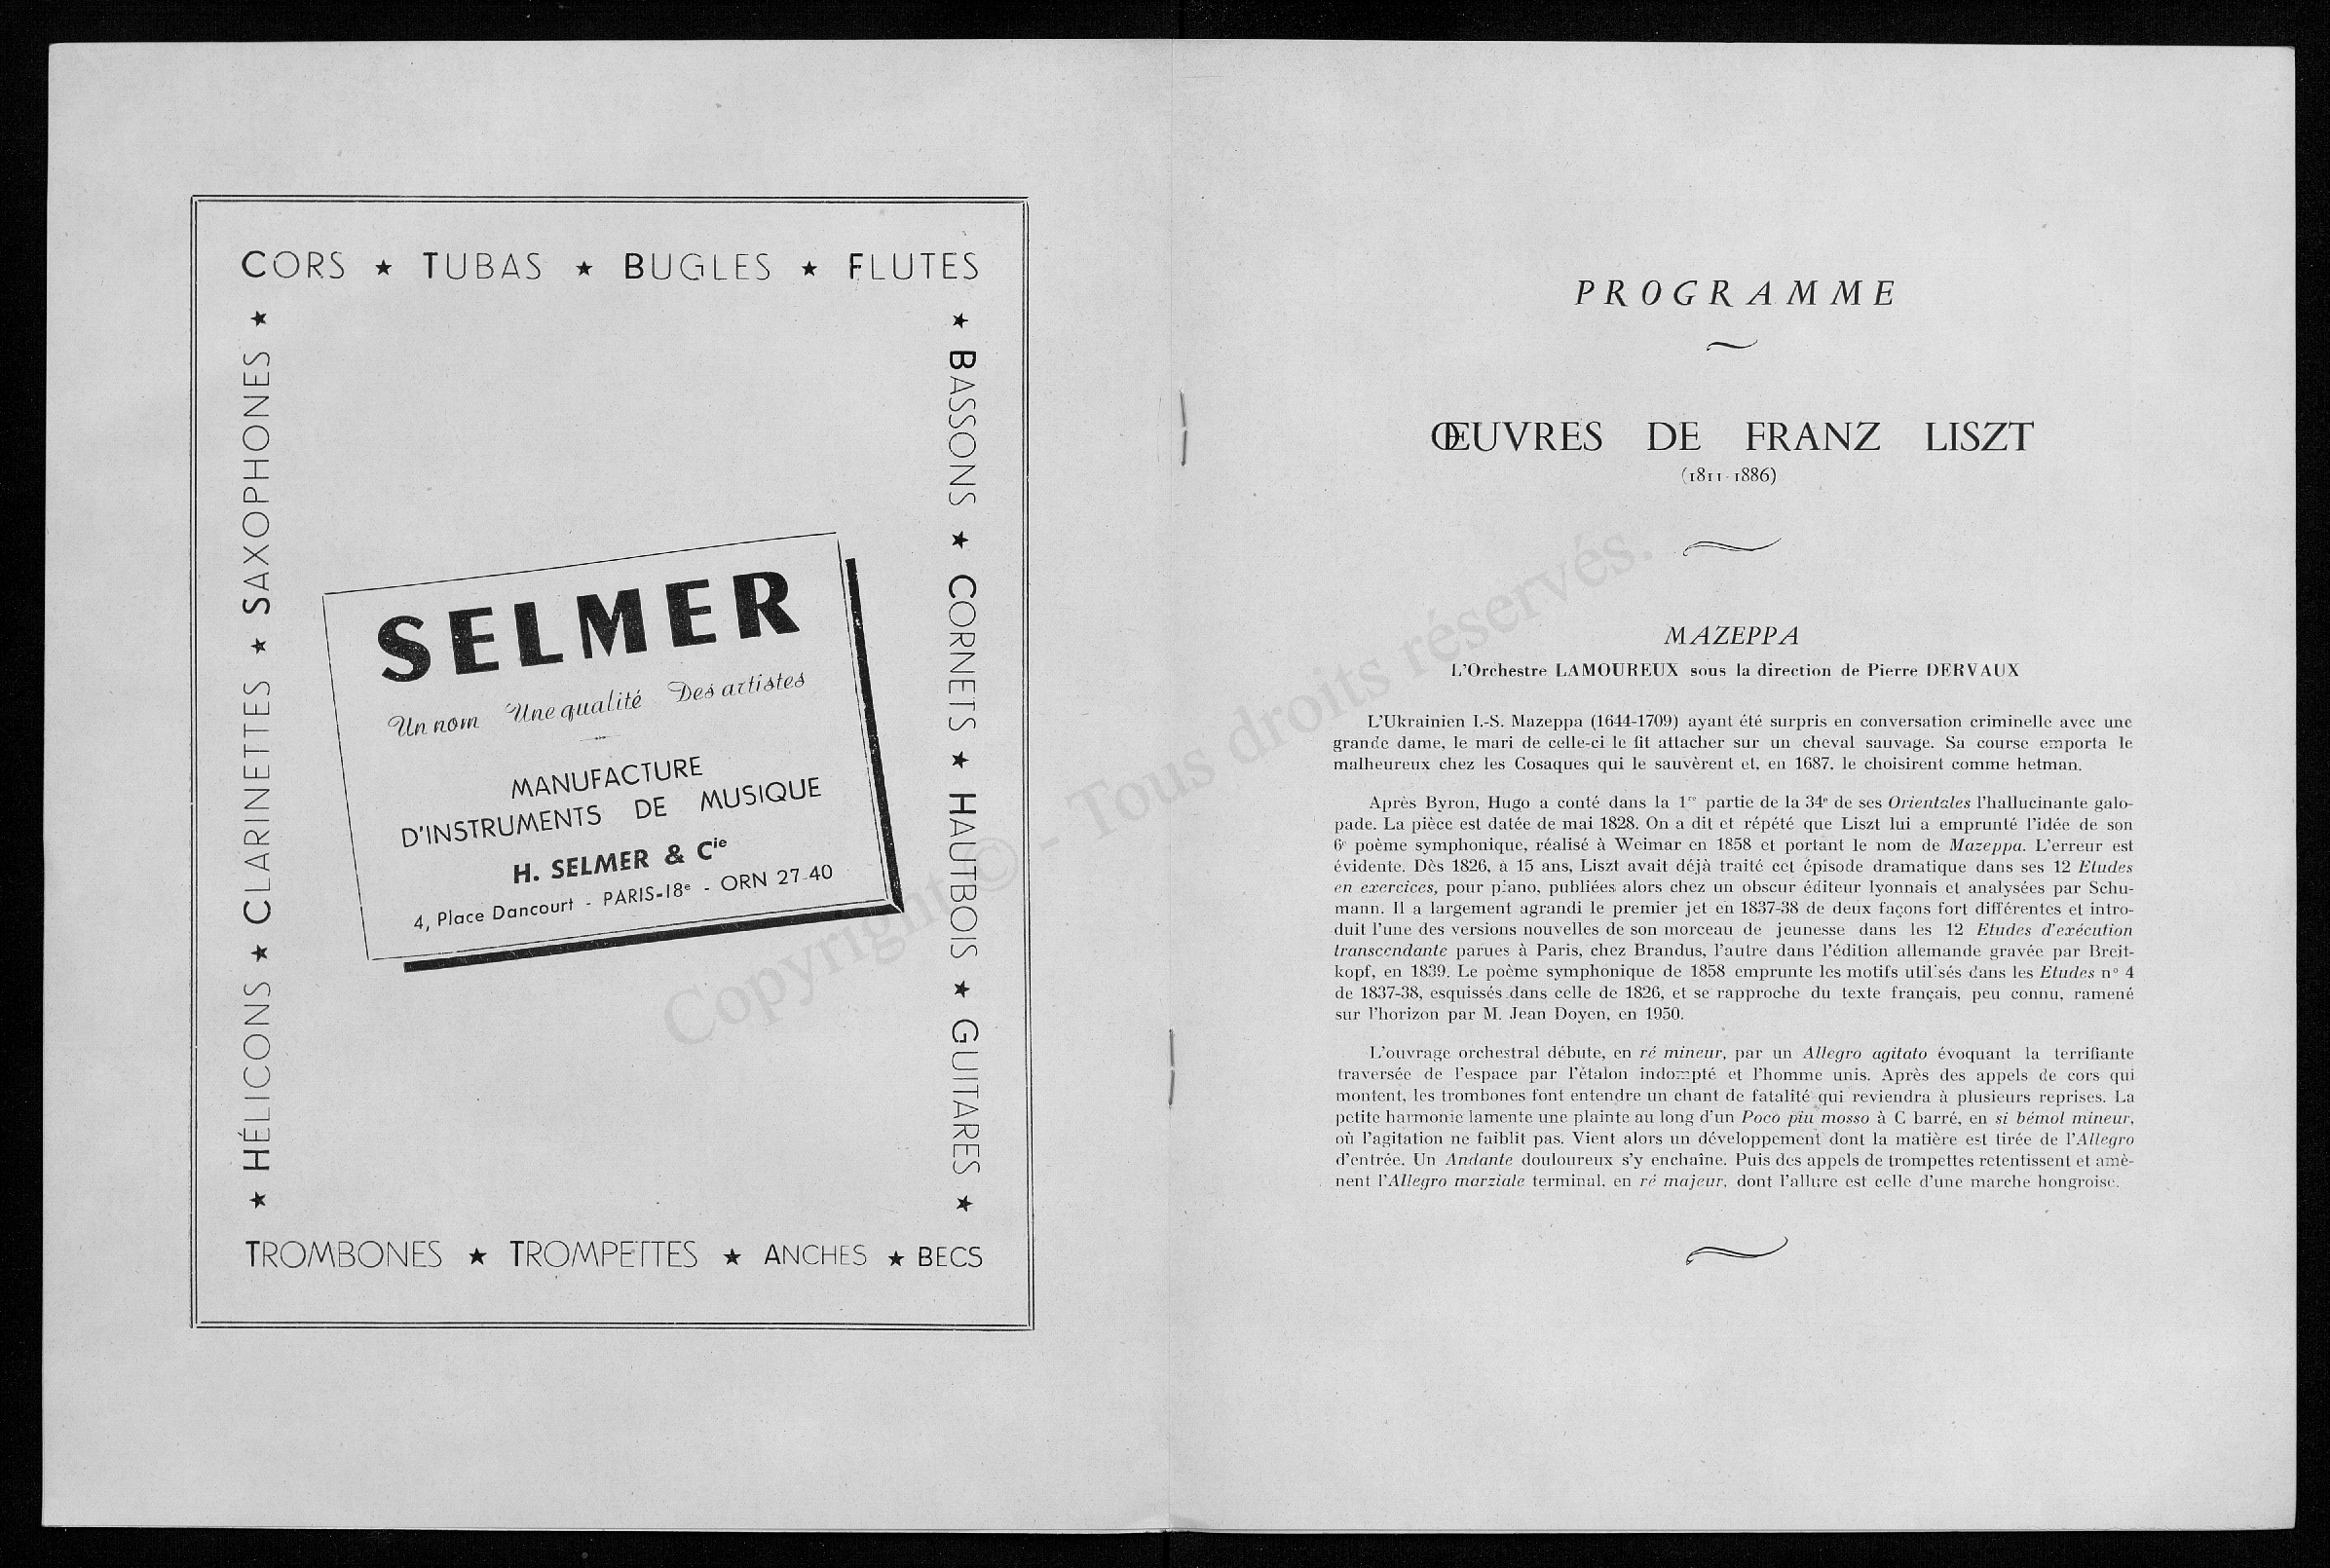 CORS ★ TUBAS ★ BUGLES ★ FLUTES
★ HÉLICONS ★ CLARINETTES ★ SAXOPHONES ★
★ BASSONS ★ CORNETS ★ HAUTBOIS ★ GUITARES ★
SELMER
Un nom Une qualité Des artistes
MANUFACTURE
D'INSTRUMENTS DE MUSIQUE
H. SELMER & Cie
4, Place Dancourt - PARIS-18e - ORN 27-40
TROMBONES ★ TROMPETTES ★ ANCHES ★ BECS
PROGRAMME
ŒUVRES DE FRANZ LISZT
(1811-1886)
MAZEPPA
L'Orchestre LAMOUREUX sous la direction de Pierre DERVAUX
L'Ukrainien I.-S. Mazeppa (1644-1709) ayant été surpris en conversation criminelle avec une
grande dame, le mari de celle-ci le fit attacher sur un cheval sauvage. Sa course emporta le
malheureux chez les Cosaques qui le sauvèrent et, en 1687, le choisirent comme hetman.
Après Byron, Hugo a conté dans la 1re partie de la 34e de ses Orientales l'hallucinante galo-
pade. La pièce est datée de mai 1828. On a dit et répété que Liszt lui a emprunté l'idée de son
6e poème symphonique, réalisé à Weimar en 1858 et portant le nom de Mazeppa. L'erreur est
évidente. Dès 1826, à 15 ans, Liszt avait déjà traité cet épisode dramatique dans ses 12 Etudes
en exercices, pour piano, publiées alors chez un obscur éditeur lyonnais et analysées par Schu-
mann. Il a largement agrandi le premier jet en 1837-38 de deux façons fort différentes et intro-
duit l'une des versions nouvelles de son morceau de jeunesse dans les 12 Etudes d'exécution
transcendante parues à Paris, chez Brandus, l'autre dans l'édition allemande gravée par Breit-
kopf, en 1839. Le poème symphonique de 1858 emprunte les motifs utilisés dans les Etudes n° 4
de 1837-38, esquissés dans celle de 1826, et se rapproche du texte français, peu connu, ramené
sur l'horizon par M. Jean Doyen, en 1950.
L'ouvrage orchestral débute, en ré mineur, par un Allegro agitato évoquant la terrifiante
traversée de l'espace par l'étalon indompté et l'homme unis. Après des appels de cors qui
montent, les trombones font entendre un chant de fatalité qui reviendra à plusieurs reprises. La
petite harmonie lamente une plainte au long d'un Poco piu mosso à C barré, en si bémol mineur,
où l'agitation ne faiblit pas. Vient alors un développement dont la matière est tirée de l'Allegro
d'entrée. Un Andante douloureux s'y enchaîne. Puis des appels de trompettes retentissent et amè-
nent l'Allegro marziale terminal, en ré majeur, dont l'allure est celle d'une marche hongroise.
Copyright © - Tous droits réservés.